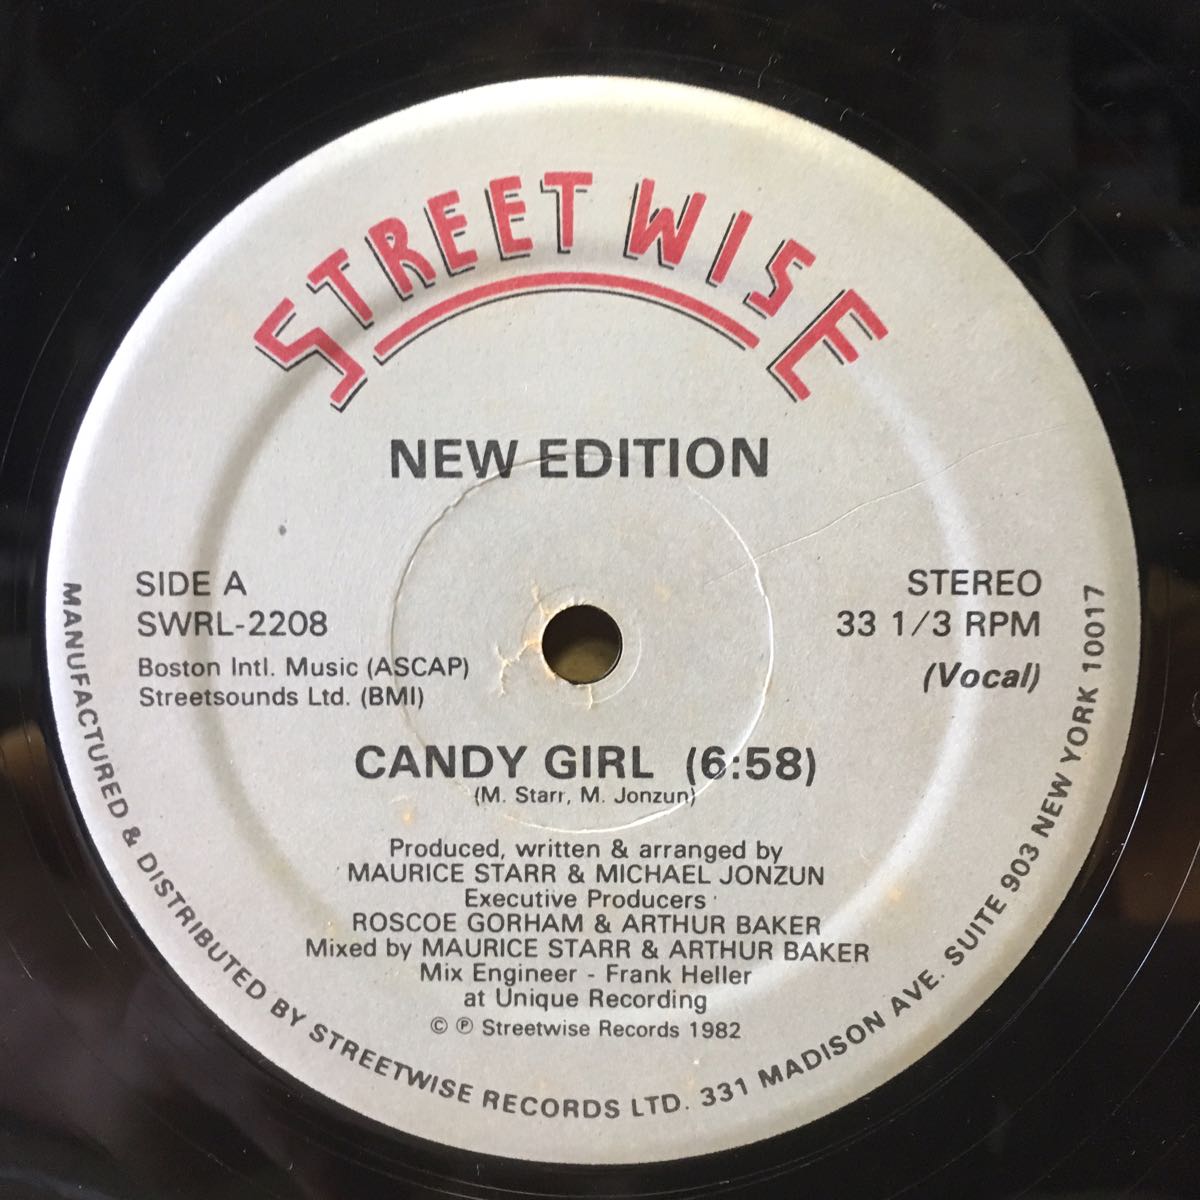 STREETWISE
NEW EDITION
SIDE A
SWRL-2208
Boston Intl. Music (ASCAP)
Streetsounds Ltd. (BMI)
STEREO
33 1/3 RPM
(Vocal)
CANDY GIRL (6:58)
(M. Starr, M. Jonzun)
Produced, written & arranged by
MAURICE STARR & MICHAEL JONZUN
Executive Producers
ROSCOE GORHAM & ARTHUR BAKER
Mixed by MAURICE STARR & ARTHUR BAKER
Mix Engineer - Frank Heller
at Unique Recording
© ℗ Streetwise Records 1982
MANUFACTURED & DISTRIBUTED BY STREETWISE RECORDS LTD. 331 MADISON AVE. SUITE 903 NEW YORK 10017